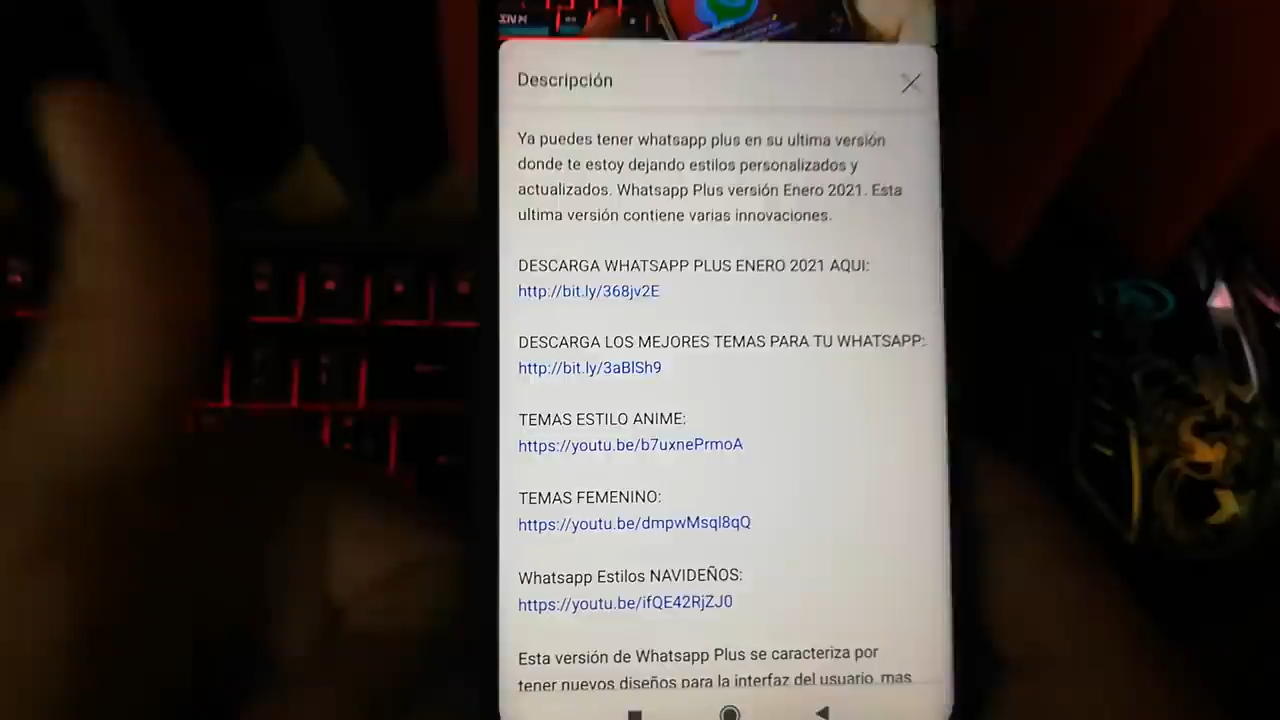 Descripción
Ya puedes tener whatsapp plus en su ultima versión
donde te estoy dejando estilos personalizados y
actualizados. Whatsapp Plus versión Enero 2021. Esta
ultima versión contiene varias innovaciones.
DESCARGA WHATSAPP PLUS ENERO 2021 AQUI:
http://bit.ly/368jv2E
DESCARGA LOS MEJORES TEMAS PARA TU WHATSAPP:
http://bit.ly/3aBlSh9
TEMAS ESTILO ANIME:
https://youtu.be/b7uxnePrmoA
TEMAS FEMENINO:
https://youtu.be/dmpwMsql8qQ
Whatsapp Estilos NAVIDEÑOS:
https://youtu.be/ifQE42RjZJ0
Esta versión de Whatsapp Plus se caracteriza por
tener nuevos diseños para la interfaz del usuario, mas